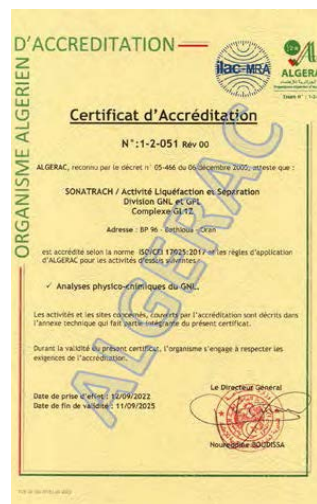 D'ACCREDITATION
ORGANISME ALGERIEN
ilac-MRA
ALGERAC
Certificat d'Accréditation
N°:1-2-051 Rév 00
ALGERAC, reconnu par le décret n° 05-466 du 06 décembre 2005, atteste que :
SONATRACH / Activité Liquéfaction et Séparation
Division GNL et GPL
Complexe GL1Z
Adresse : BP 96 - Bethioua - Oran
est accrédité selon la norme ISO/CEI 17025:2017 et les règles d'application
d'ALGERAC pour les activités d'essais suivantes :
✓ Analyses physico-chimiques du GNL.
Les activités et les sites concernés, couverts par l'accréditation sont décrits dans
l'annexe technique qui fait partie intégrante du présent certificat.
Durant la validité du présent certificat, l'organisme s'engage à respecter les
exigences de l'accréditation.
Le Directeur Général
Date de prise d'effet : 12/09/2022
Date de fin de validité : 11/09/2025
Noureddine BOUDISSA
ALGERAC